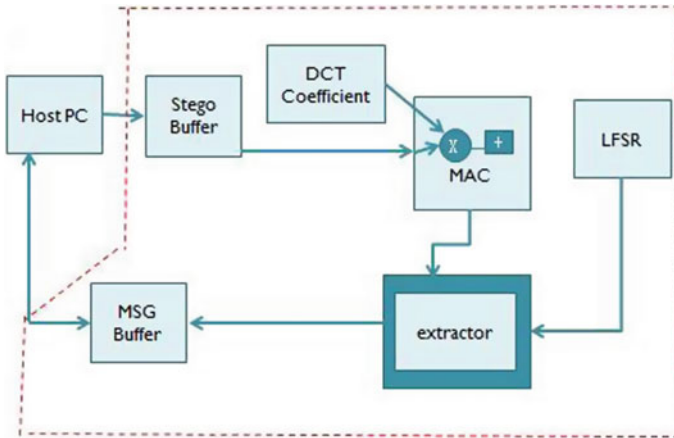 DCT
Coefficient
Host PC
Stego
Buffer
X
+
MAC
LFSR
MSG
Buffer
extractor